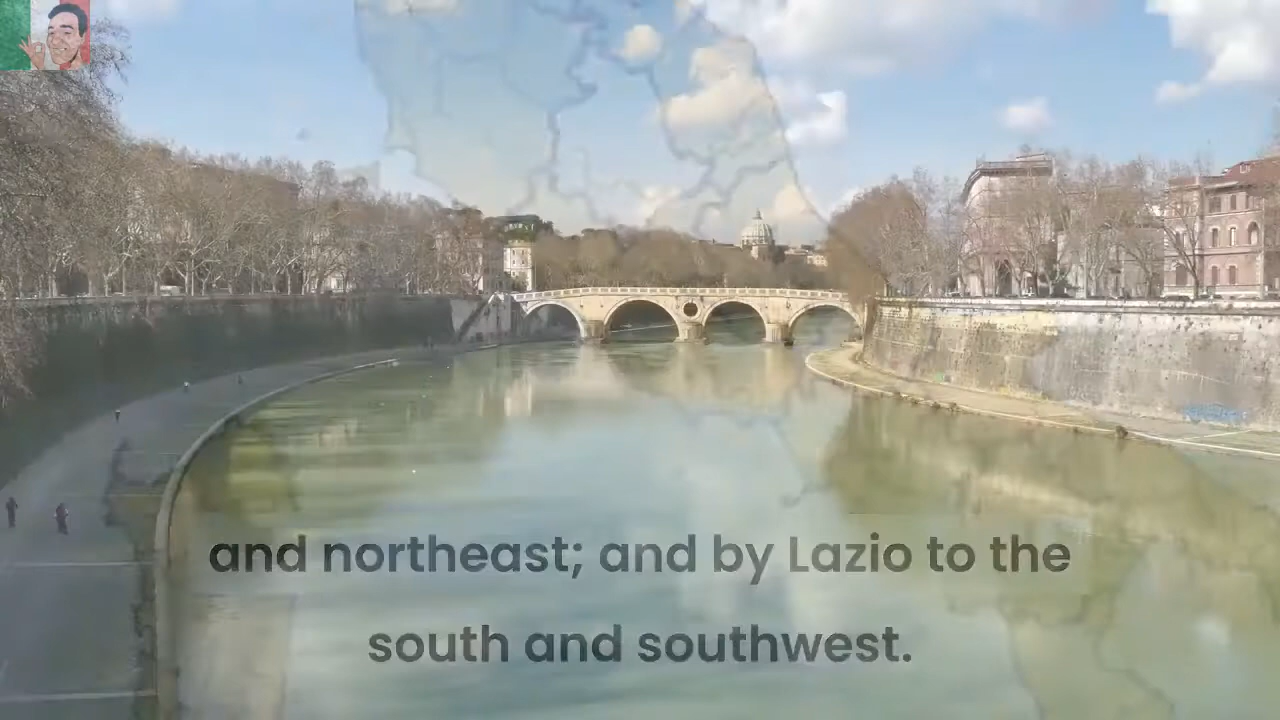 and northeast; and by Lazio to the
south and southwest.